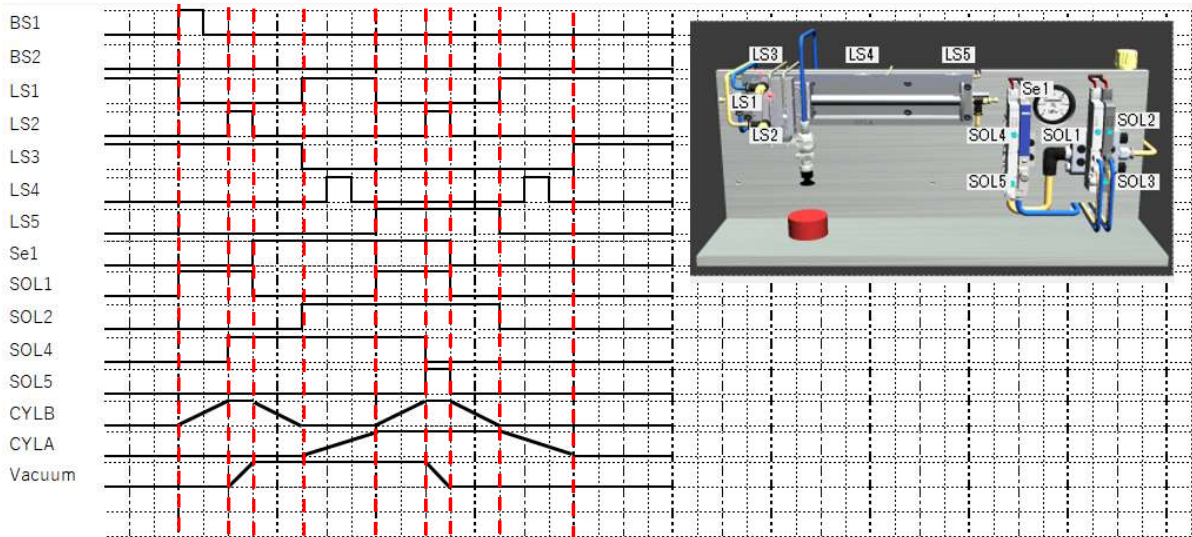 BS1
BS2
LS1
LS2
LS3
LS4
LS5
Se1
SOL1
SOL2
SOL4
SOL5
CYLB
CYLA
Vacuum
LS3 LS4 LS5
LS1
LS2
Se1
SOL4 SOL1 SOL2
SOL5 SOL3